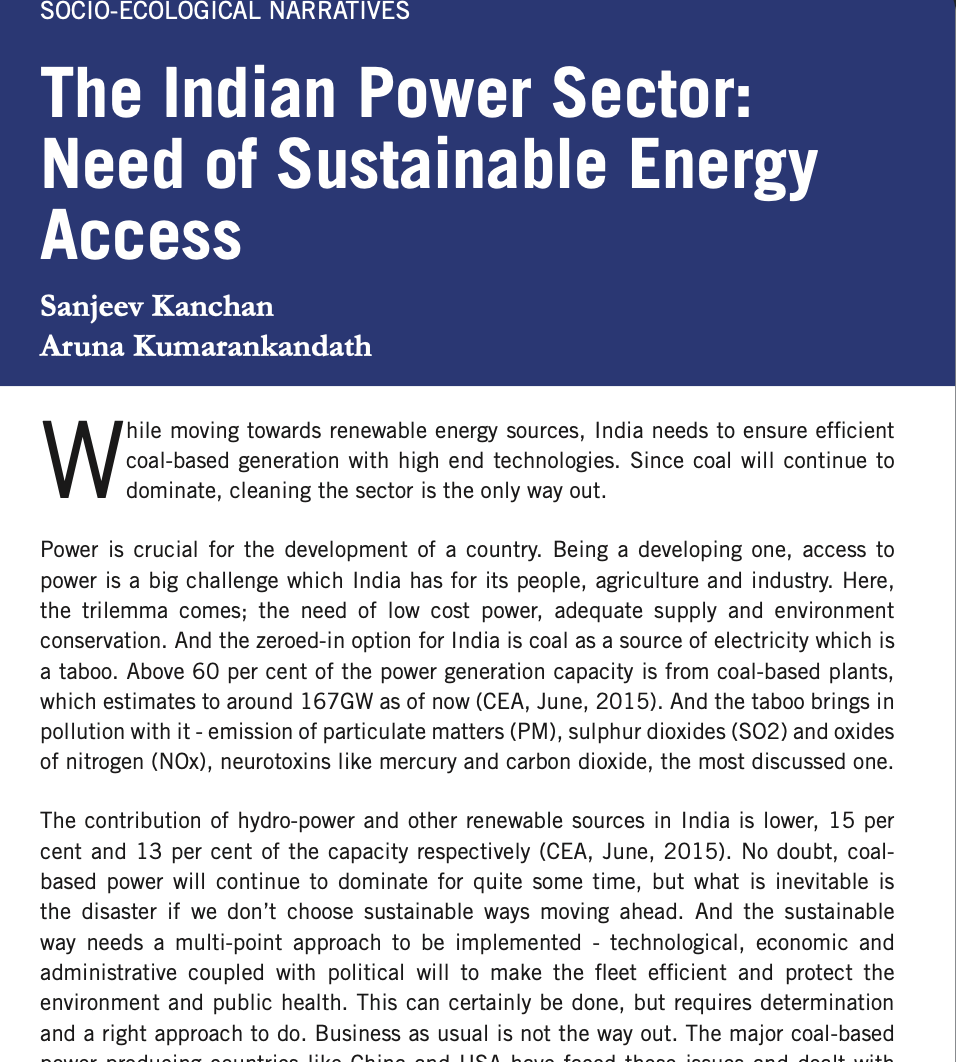 SOCIO-ECOLOGICAL NARRATIVES
The Indian Power Sector:
Need of Sustainable Energy
Access
Sanjeev Kanchan
Aruna Kumarankandath
While moving towards renewable energy sources, India needs to ensure efficient
coal-based generation with high end technologies. Since coal will continue to
dominate, cleaning the sector is the only way out.
Power is crucial for the development of a country. Being a developing one, access to
power is a big challenge which India has for its people, agriculture and industry. Here,
the trilemma comes; the need of low cost power, adequate supply and environment
conservation. And the zeroed-in option for India is coal as a source of electricity which is
a taboo. Above 60 per cent of the power generation capacity is from coal-based plants,
which estimates to around 167GW as of now (CEA, June, 2015). And the taboo brings in
pollution with it - emission of particulate matters (PM), sulphur dioxides (SO2) and oxides
of nitrogen (NOx), neurotoxins like mercury and carbon dioxide, the most discussed one.
The contribution of hydro-power and other renewable sources in India is lower, 15 per
cent and 13 per cent of the capacity respectively (CEA, June, 2015). No doubt, coal-
based power will continue to dominate for quite some time, but what is inevitable is
the disaster if we don’t choose sustainable ways moving ahead. And the sustainable
way needs a multi-point approach to be implemented - technological, economic and
administrative coupled with political will to make the fleet efficient and protect the
environment and public health. This can certainly be done, but requires determination
and a right approach to do. Business as usual is not the way out. The major coal-based
power producing countries like China and USA have faced these issues and dealt with